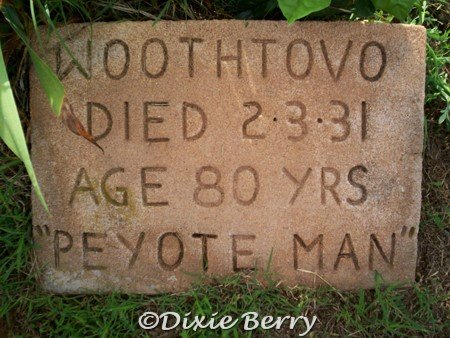 WOOTHTOVO
DIED 2·3·31
AGE 80 YRS
"PEYOTE MAN"
©Dixie Berry